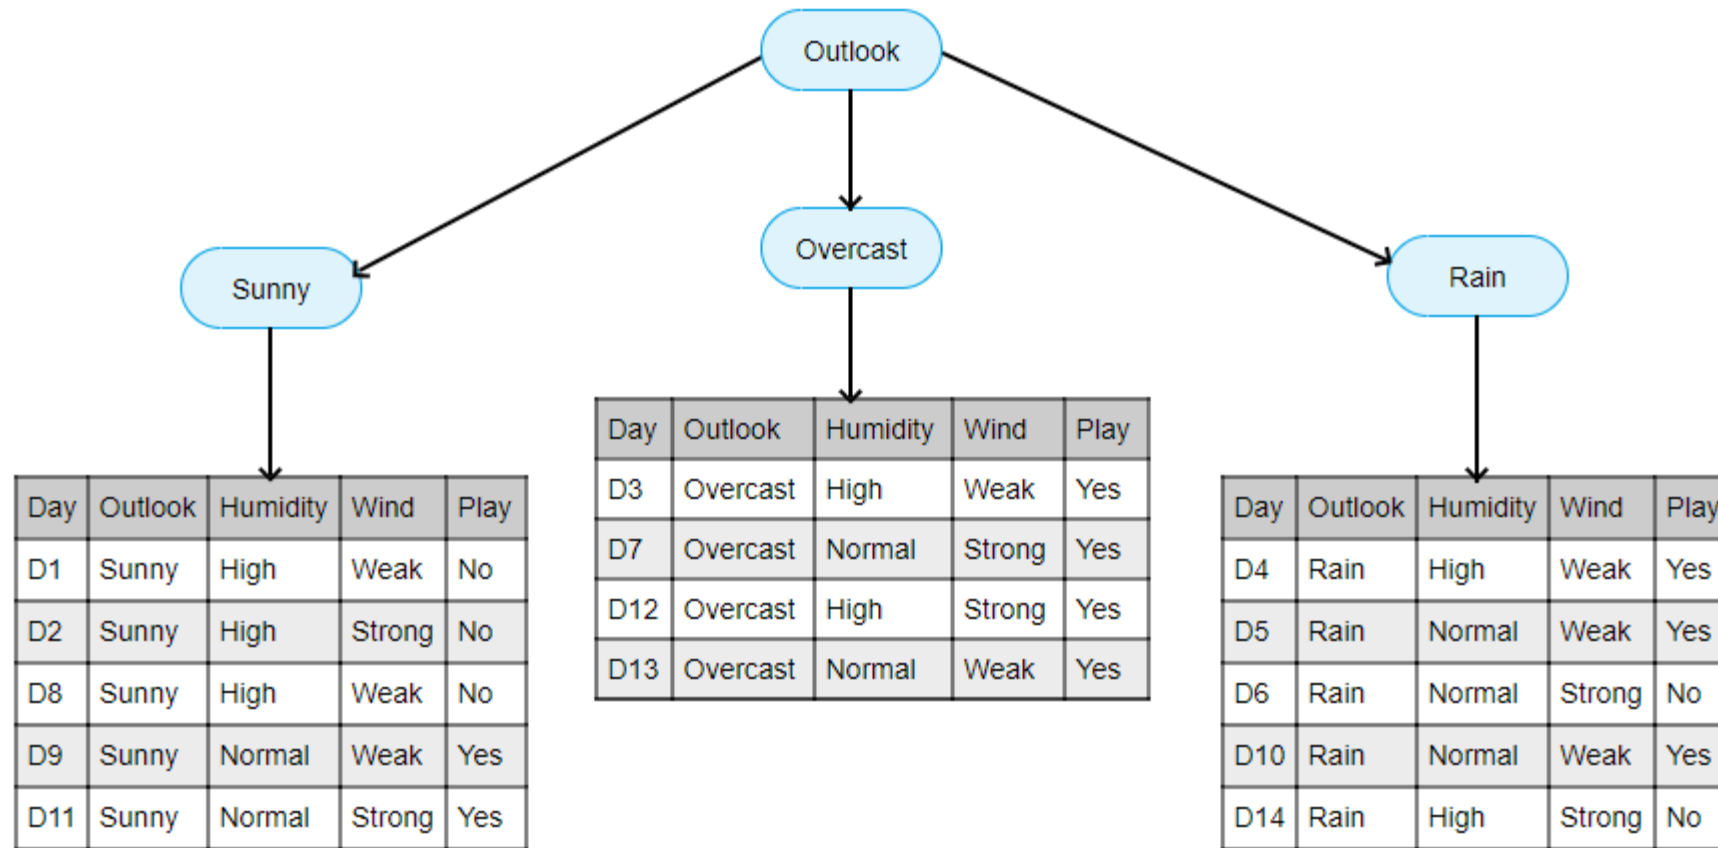 Outlook
Overcast
Sunny
Rain
Day Outlook Humidity Wind Play
D1 Sunny High Weak No
D2 Sunny High Strong No
D8 Sunny High Weak No
D9 Sunny Normal Weak Yes
D11 Sunny Normal Strong Yes
Day Outlook Humidity Wind Play
D3 Overcast High Weak Yes
D7 Overcast Normal Strong Yes
D12 Overcast High Strong Yes
D13 Overcast Normal Weak Yes
Day Outlook Humidity Wind Play
D4 Rain High Weak Yes
D5 Rain Normal Weak Yes
D6 Rain Normal Strong No
D10 Rain Normal Weak Yes
D14 Rain High Strong No